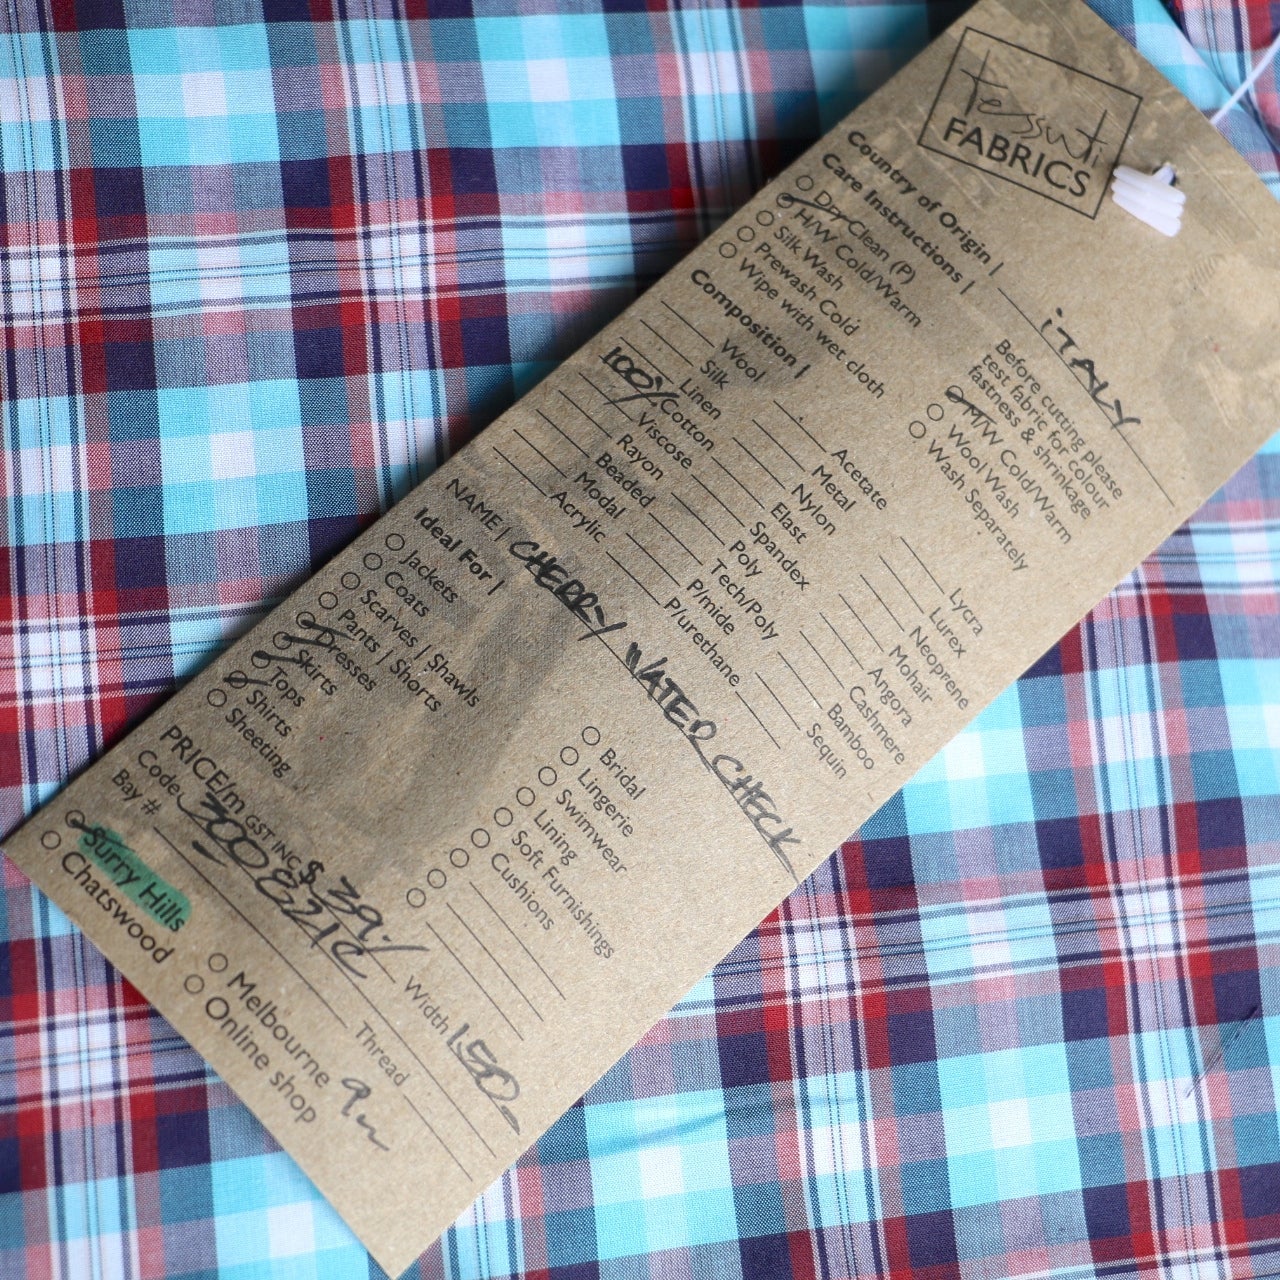 Tessuti
FABRICS
Country of Origin | iTALY
Care Instructions |
Before cutting please
test fabric for colour
fastness & shrinkage
Dry Clean (P)
H/W Cold/Warm
Silk Wash
Prewash Cold
Wipe with wet cloth
M/W Cold/Warm
Wool Wash
Wash Separately
Composition |
Wool
Silk
Linen
100% Cotton
Viscose
Rayon
Beaded
Modal
Acrylic
Acetate
Metal
Nylon
Elast
Spandex
Poly
Tech/Poly
P/mide
P/urethane
Lycra
Lurex
Neoprene
Mohair
Angora
Cashmere
Bamboo
Sequin
NAME | CHERRY WATER CHECK
Ideal For |
Jackets
Coats
Scarves | Shawls
Pants | Shorts
Dresses
Skirts
Tops
Shirts
Sheeting
Bridal
Lingerie
Swimwear
Lining
Soft Furnishings
Cushions
PRICE/m GST INC $ 39.- Width 150
Code 300821C
Bay # Thread
Surry Hills
Chatswood
Melbourne
Online shop